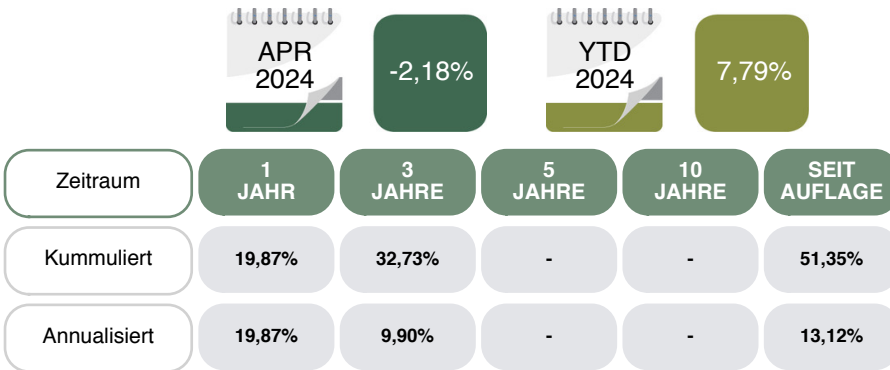 APR
2024
-2,18%
YTD
2024
7,79%
Zeitraum
1
JAHR
3
JAHRE
5
JAHRE
10
JAHRE
SEIT
AUFLAGE
Kummuliert
19,87%
32,73%
-
-
51,35%
Annualisiert
19,87%
9,90%
-
-
13,12%